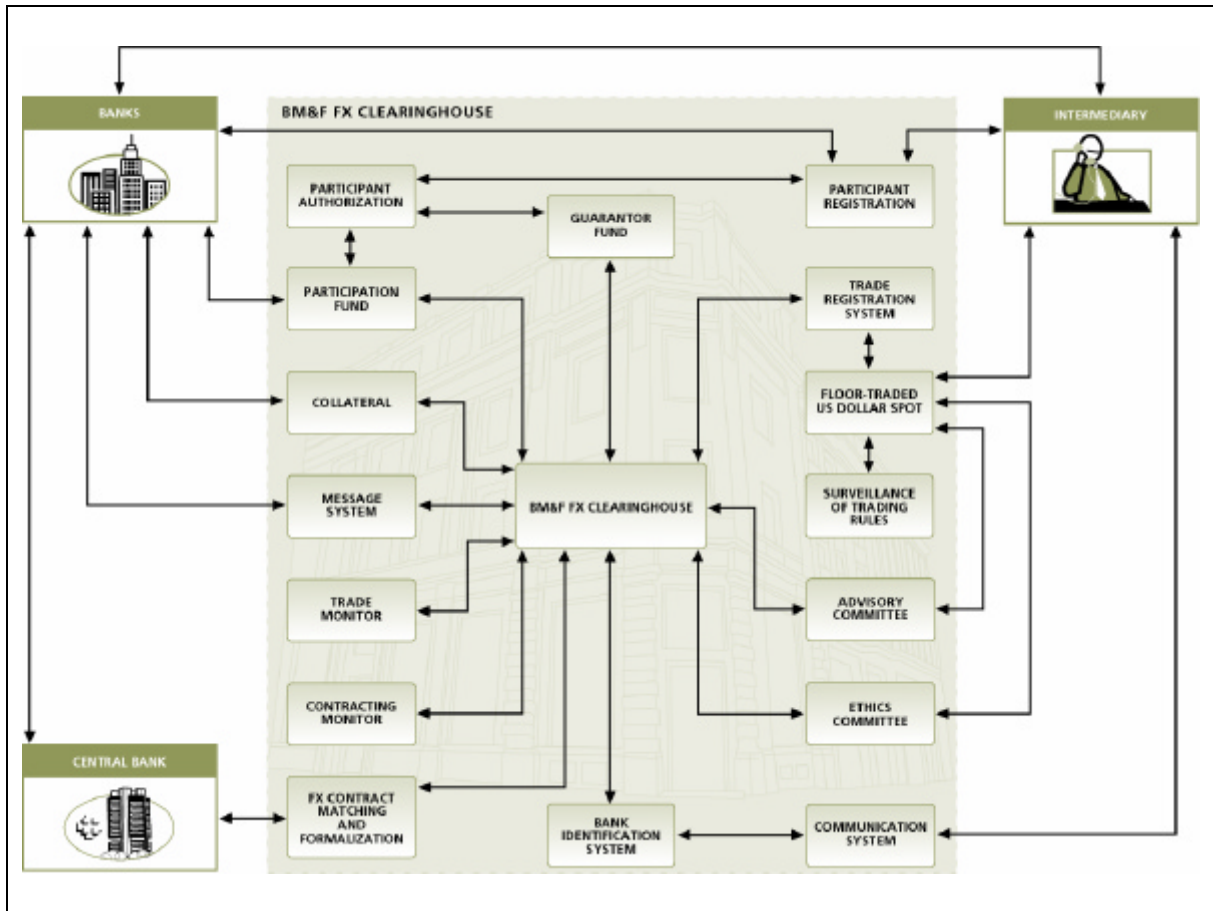 BANKS
BM&F FX CLEARINGHOUSE
INTERMEDIARY
PARTICIPANT
AUTHORIZATION
GUARANTOR
FUND
PARTICIPANT
REGISTRATION
PARTICIPATION
FUND
TRADE
REGISTRATION
SYSTEM
COLLATERAL
FLOOR-TRADED
US DOLLAR SPOT
MESSAGE
SYSTEM
BM&F FX CLEARINGHOUSE
SURVEILLANCE
OF TRADING
RULES
TRADE
MONITOR
ADVISORY
COMMITTEE
CONTRACTING
MONITOR
ETHICS
COMMITTEE
CENTRAL BANK
FX CONTRACT
MATCHING
AND
FORMALIZATION
BANK
IDENTIFICATION
SYSTEM
COMMUNICATION
SYSTEM